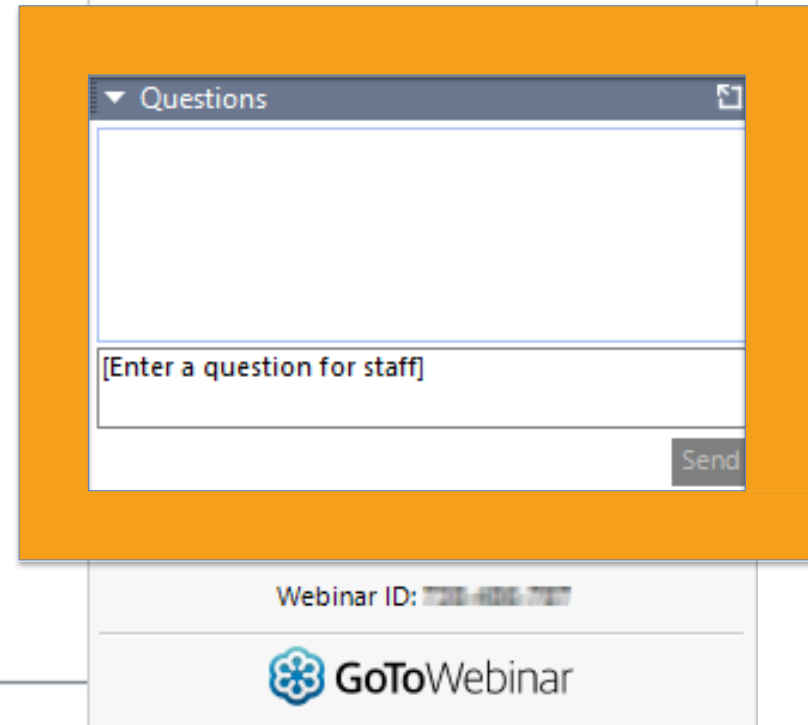 Questions
[Enter a question for staff]
Send
Webinar ID:
GoToWebinar